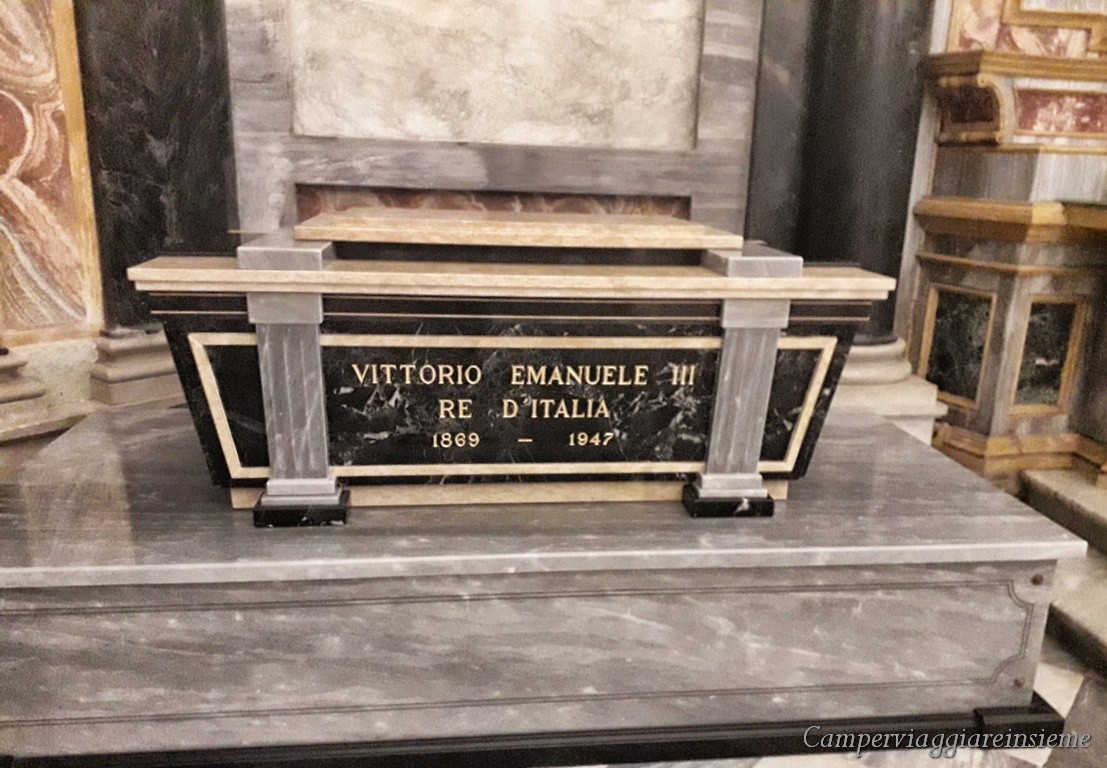 VITTORIO EMANUELE III
RE D'ITALIA
1869 – 1947
Camperviaggiareinsieme